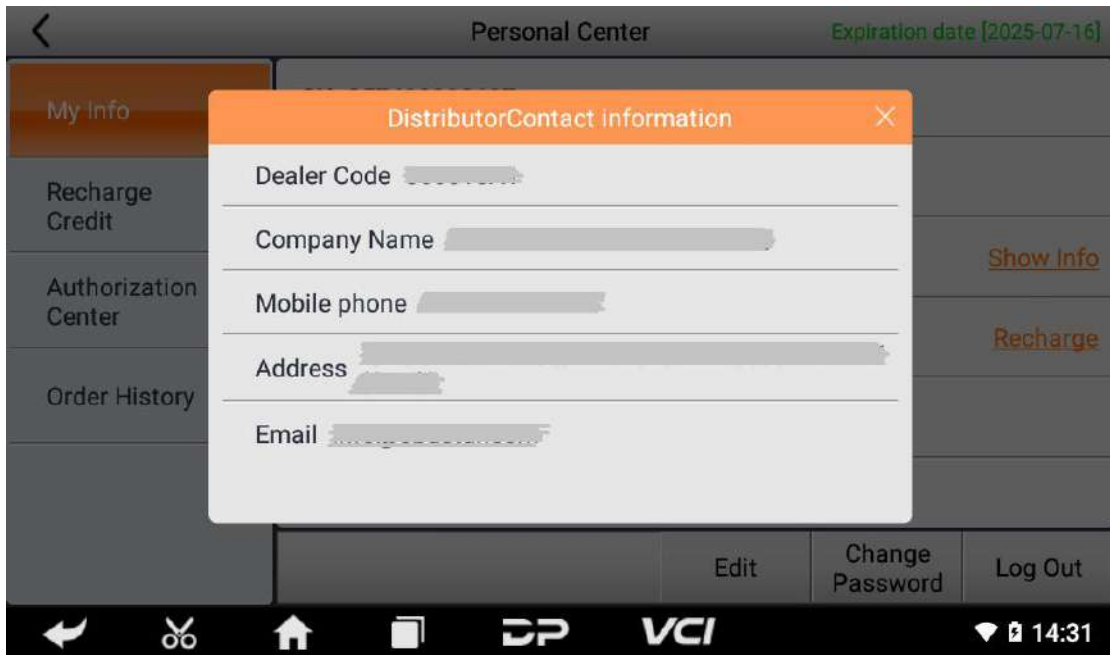 Personal Center
Expiration date [2025-07-16]
My Info
Recharge
Credit
Authorization
Center
Order History
DistributorContact information
Dealer Code
Company Name
Mobile phone
Address
Email
Show Info
Recharge
Edit
Change
Password
Log Out
DP
VCI
14:31